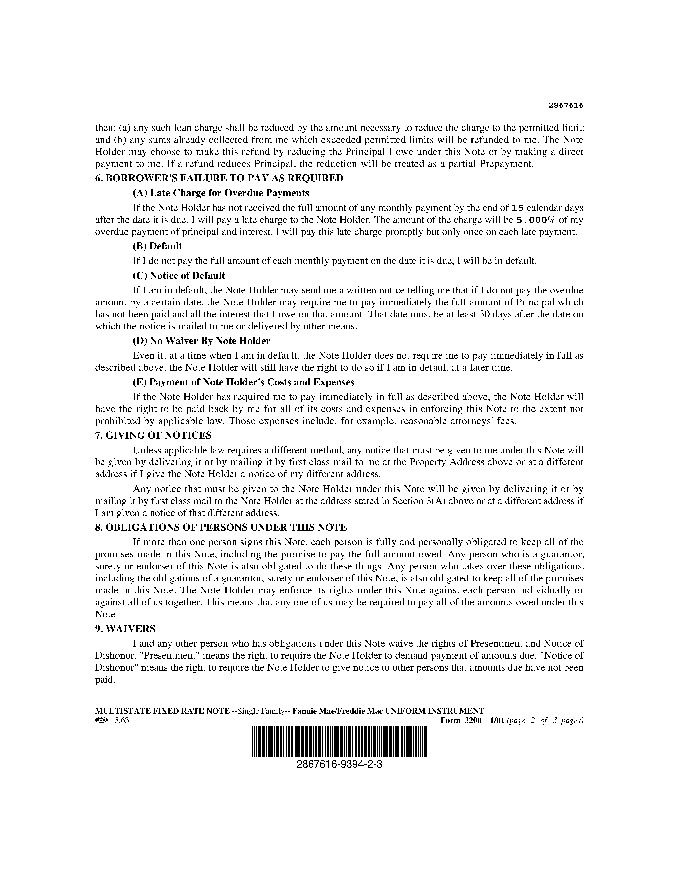 2867616
then: (a) any such loan charge shall be reduced by the amount necessary to reduce the charge to the permitted limit;
and (b) any sums already collected from me which exceeded permitted limits will be refunded to me. The Note
Holder may choose to make this refund by reducing the Principal I owe under this Note or by making a direct
payment to me. If a refund reduces Principal, the reduction will be treated as a partial Prepayment.
6. BORROWER'S FAILURE TO PAY AS REQUIRED
(A) Late Charge for Overdue Payments
If the Note Holder has not received the full amount of any monthly payment by the end of 15 calendar days
after the date it is due, I will pay a late charge to the Note Holder. The amount of the charge will be 5.000% of my
overdue payment of principal and interest. I will pay this late charge promptly but only once on each late payment.
(B) Default
If I do not pay the full amount of each monthly payment on the date it is due, I will be in default.
(C) Notice of Default
If I am in default, the Note Holder may send me a written notice telling me that if I do not pay the overdue
amount by a certain date, the Note Holder may require me to pay immediately the full amount of Principal which
has not been paid and all the interest that I owe on that amount. That date must be at least 30 days after the date on
which the notice is mailed to me or delivered by other means.
(D) No Waiver By Note Holder
Even if, at a time when I am in default, the Note Holder does not require me to pay immediately in full as
described above, the Note Holder will still have the right to do so if I am in default at a later time.
(E) Payment of Note Holder's Costs and Expenses
If the Note Holder has required me to pay immediately in full as described above, the Note Holder will
have the right to be paid back by me for all of its costs and expenses in enforcing this Note to the extent not
prohibited by applicable law. Those expenses include, for example, reasonable attorneys' fees.
7. GIVING OF NOTICES
Unless applicable law requires a different method, any notice that must be given to me under this Note will
be given by delivering it or by mailing it by first class mail to me at the Property Address above or at a different
address if I give the Note Holder a notice of my different address.
Any notice that must be given to the Note Holder under this Note will be given by delivering it or by
mailing it by first class mail to the Note Holder at the address stated in Section 3(A) above or at a different address if
I am given a notice of that different address.
8. OBLIGATIONS OF PERSONS UNDER THIS NOTE
If more than one person signs this Note, each person is fully and personally obligated to keep all of the
promises made in this Note, including the promise to pay the full amount owed. Any person who is a guarantor,
surety or endorser of this Note is also obligated to do these things. Any person who takes over these obligations,
including the obligations of a guarantor, surety or endorser of this Note, is also obligated to keep all of the promises
made in this Note. The Note Holder may enforce its rights under this Note against each person individually or
against all of us together. This means that any one of us may be required to pay all of the amounts owed under this
Note.
9. WAIVERS
I and any other person who has obligations under this Note waive the rights of Presentment and Notice of
Dishonor. "Presentment" means the right to require the Note Holder to demand payment of amounts due. "Notice of
Dishonor" means the right to require the Note Holder to give notice to other persons that amounts due have not been
paid.
MULTISTATE FIXED RATE NOTE --Single Family-- Fannie Mae/Freddie Mac UNIFORM INSTRUMENT
Form 3200 1/01 (page 2 of 3 pages)
2867616-9394-2-3